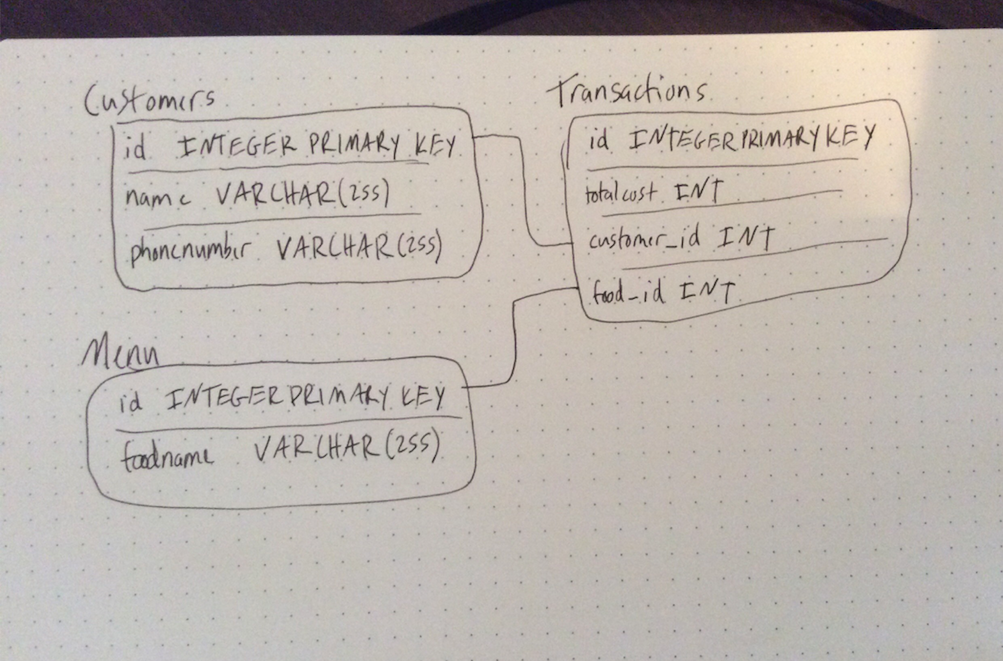 Customers
id INTEGER PRIMARY KEY
name VARCHAR(255)
phonenumber VARCHAR(255)
Transactions
id INTEGER PRIMARY KEY
totalcost INT
customer_id INT
food_id INT
Menu
id INTEGER PRIMARY KEY
foodname VARCHAR(255)